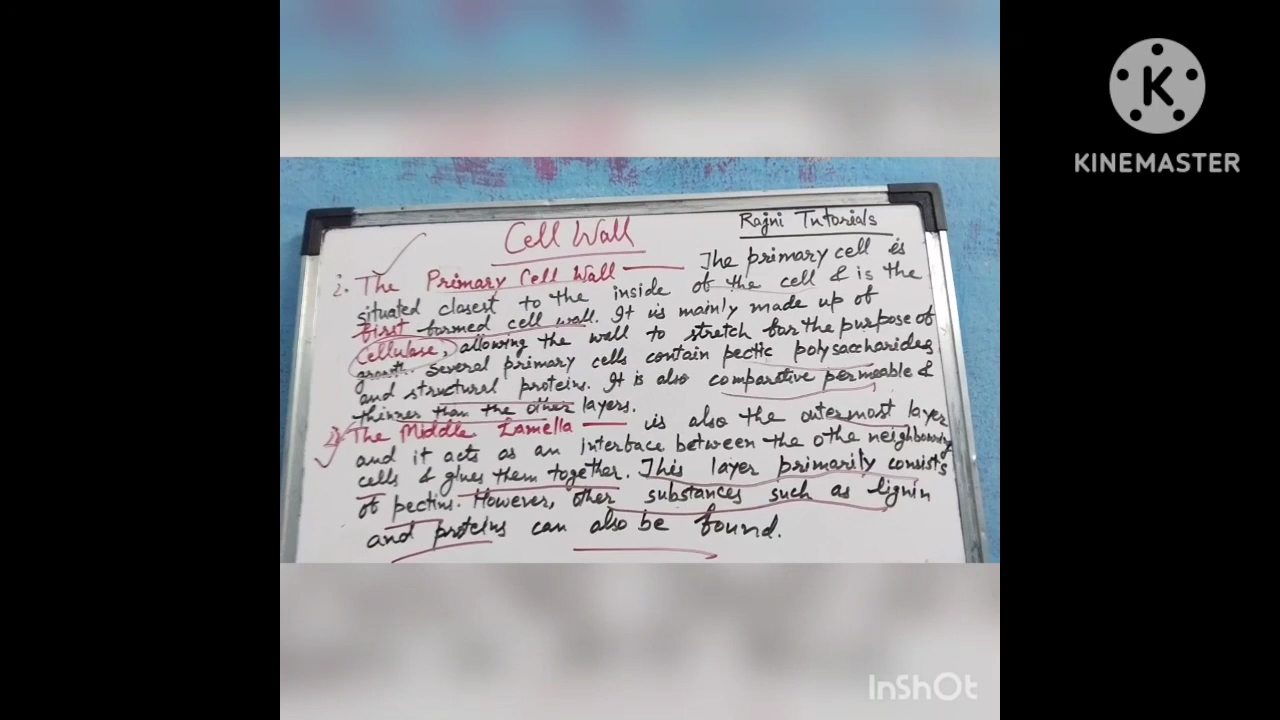 K
KINEMASTER
Cell Wall
Rajni Tutorials
i. The Primary Cell Wall — The primary cell is
situated closest to the inside of the cell & is the
first formed cell wall. It is mainly made up of
Cellulose, allowing the wall to stretch for the purpose of
growth. Several primary cells contain pectic polysaccharides
and structural proteins. It is also comparative permeable &
thinner than the other layers.
The Middle Lamella — is also the outermost layer
and it acts as an interface between the othe neighbouring
cells & glues them together. This layer primarily consists
of pectins. However, other substances such as lignin
and proteins can also be found.
InShOt